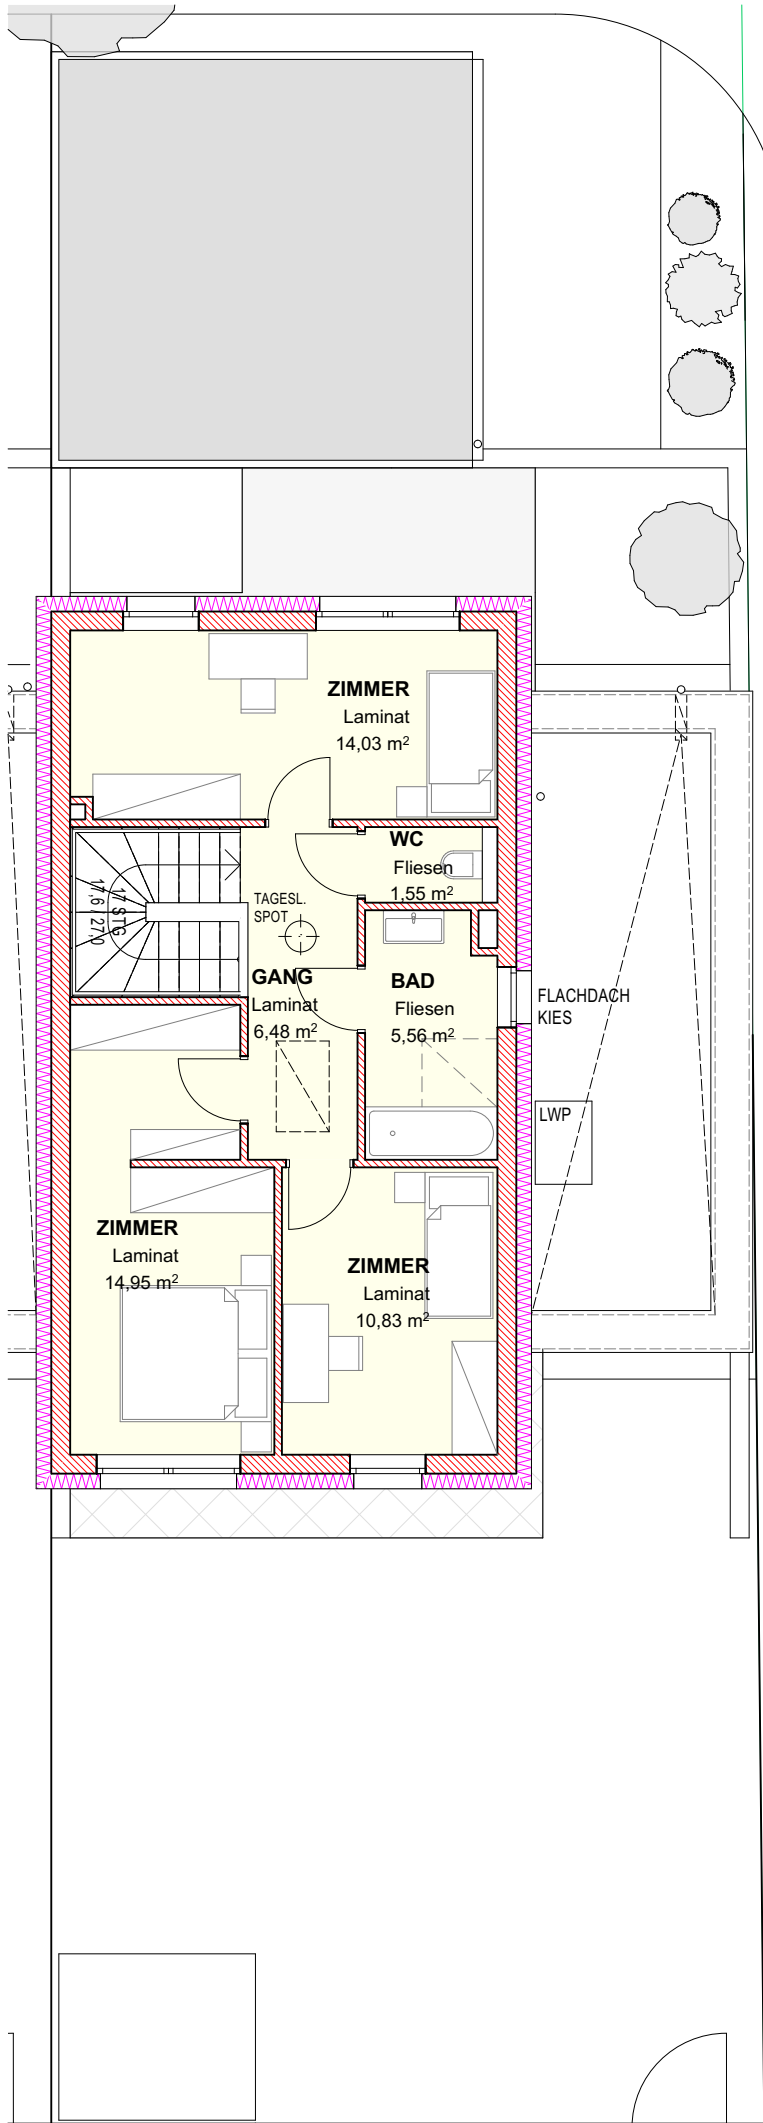 ZIMMER
Laminat
14,03 m²
WC
Fliesen
1,55 m²
17 STG
17,6 / 27,0
TAGESL.
SPOT
GANG
Laminat
6,48 m²
BAD
Fliesen
5,56 m²
FLACHDACH
KIES
LWP
ZIMMER
Laminat
14,95 m²
ZIMMER
Laminat
10,83 m²